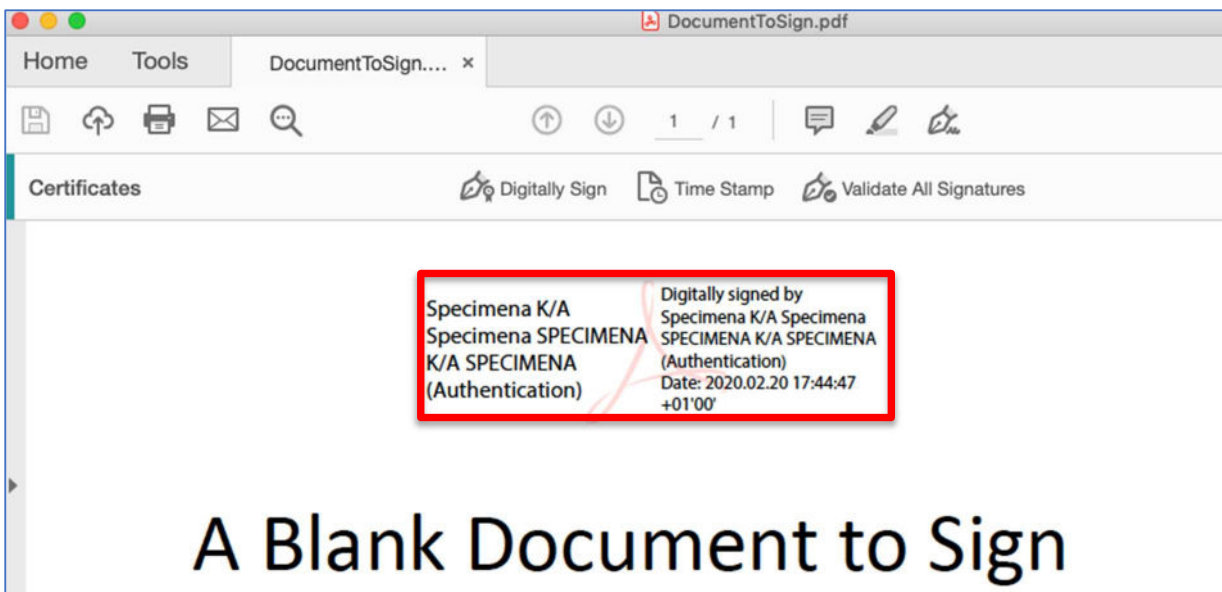 DocumentToSign.pdf
Home Tools DocumentToSign.... ×
1 / 1
Certificates Digitally Sign Time Stamp Validate All Signatures
Specimena K/A
Specimena SPECIMENA
K/A SPECIMENA
(Authentication)
Digitally signed by
Specimena K/A Specimena
SPECIMENA K/A SPECIMENA
(Authentication)
Date: 2020.02.20 17:44:47
+01'00'
A Blank Document to Sign